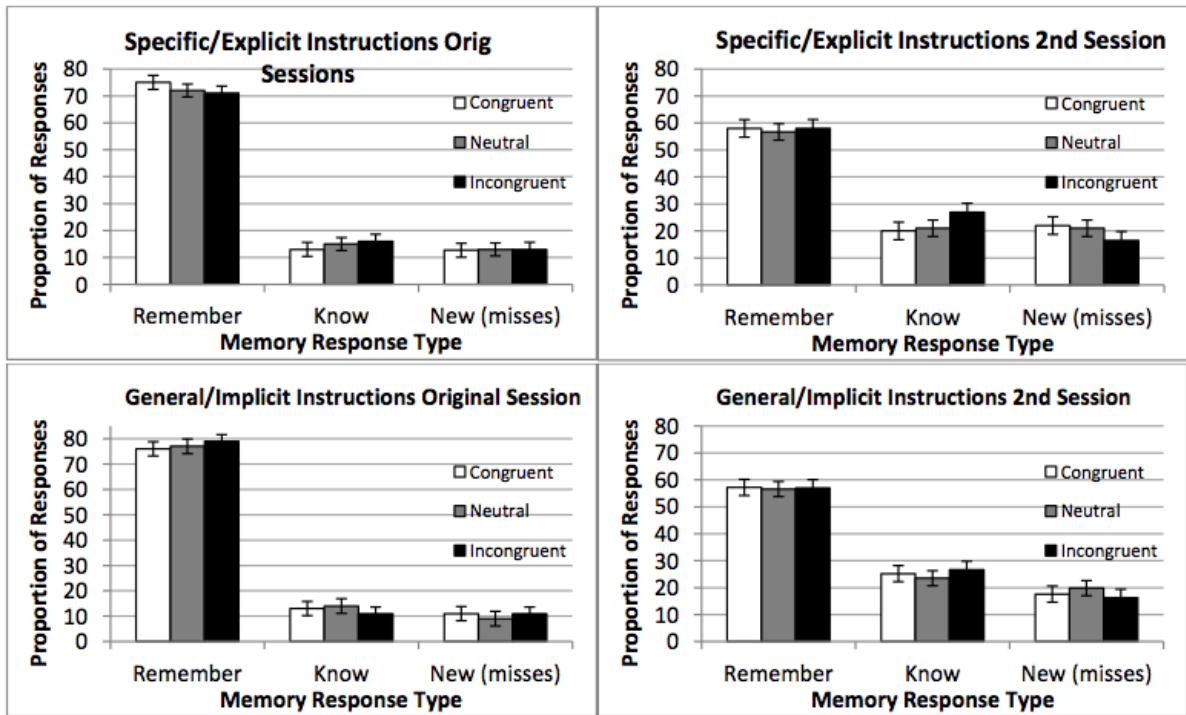 Specific/Explicit Instructions Orig
Sessions
Proportion of Responses
80
70
60
50
40
30
20
10
0
Congruent
Neutral
Incongruent
Remember
Know
New (misses)
Memory Response Type
Specific/Explicit Instructions 2nd Session
Proportion of Responses
80
70
60
50
40
30
20
10
0
Congruent
Neutral
Incongruent
Remember
Know
New (misses)
Memory Response Type
General/Implicit Instructions Original Session
Proportion of Responses
80
70
60
50
40
30
20
10
0
Congruent
Neutral
Incongruent
Remember
Know
New (misses)
Memory Response Type
General/Implicit Instructions 2nd Session
Proportion of Responses
80
70
60
50
40
30
20
10
0
Congruent
Neutral
Incongruent
Remember
Know
New (misses)
Memory Response Type